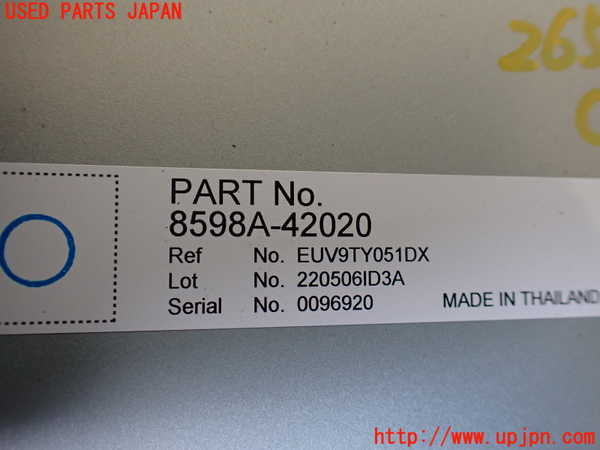 USED PARTS JAPAN
265
PART No.
8598A-42020
Ref No. EUV9TY051DX
Lot No. 220506ID3A
Serial No. 0096920
MADE IN THAILAND
http://www.upjpn.com